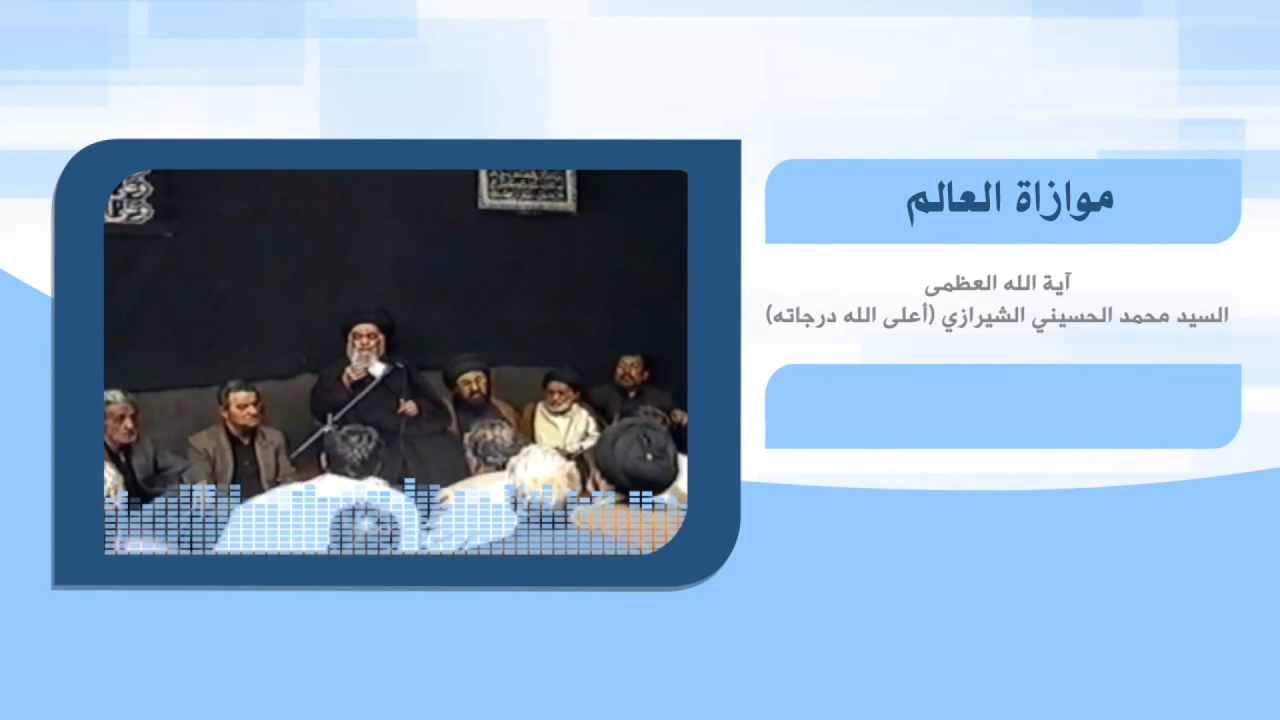 موازاة العالم
آية الله العظمى
السيد محمد الحسيني الشيرازي (أعلى الله درجاته)